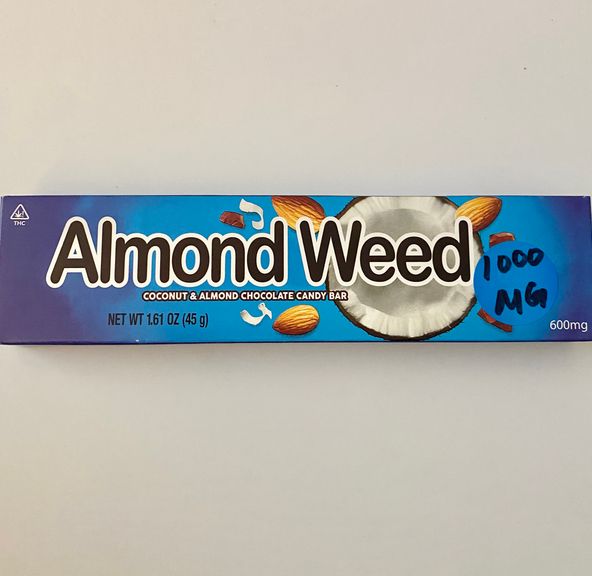 THC
Almond Weed
COCONUT & ALMOND CHOCOLATE CANDY BAR
NET WT 1.61 OZ (45 g)
1000
MG
600mg